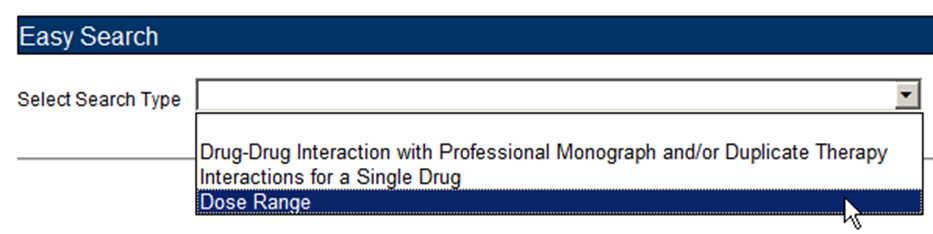 Easy Search
Select Search Type
Drug-Drug Interaction with Professional Monograph and/or Duplicate Therapy
Interactions for a Single Drug
Dose Range